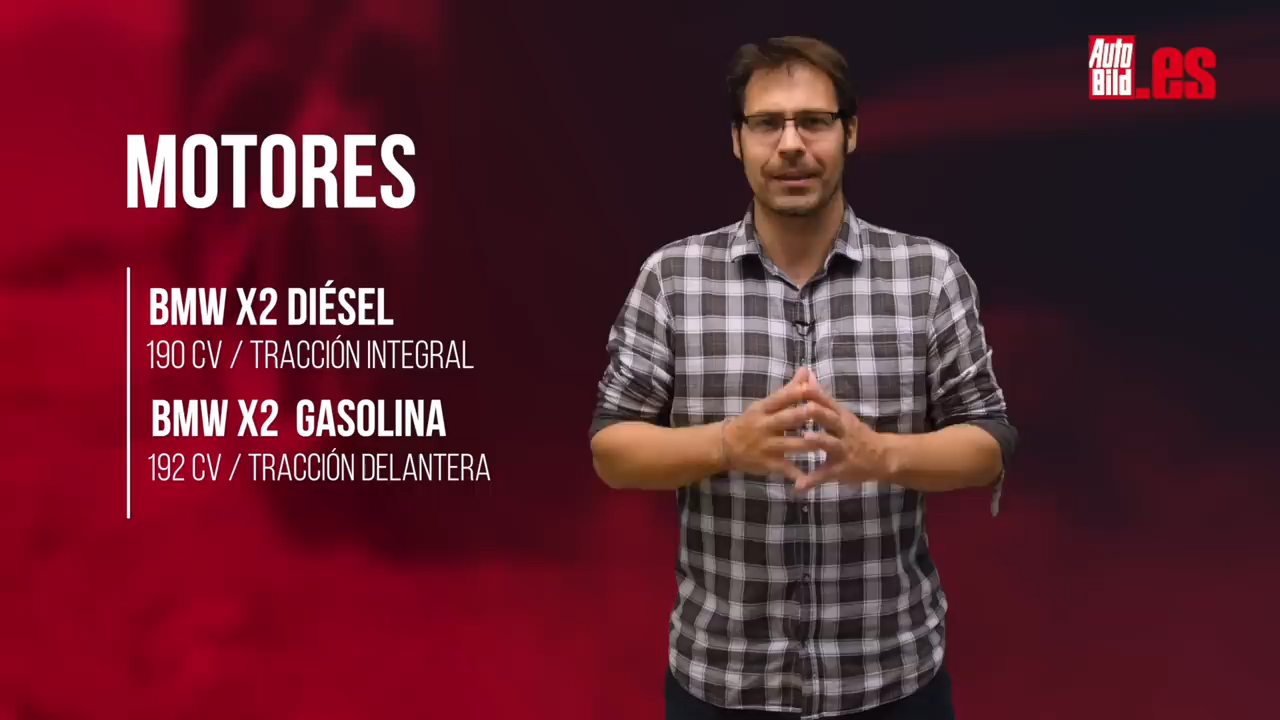 Auto
Bild.es
MOTORES
BMW X2 DIÉSEL
190 CV / TRACCIÓN INTEGRAL
BMW X2 GASOLINA
192 CV / TRACCIÓN DELANTERA